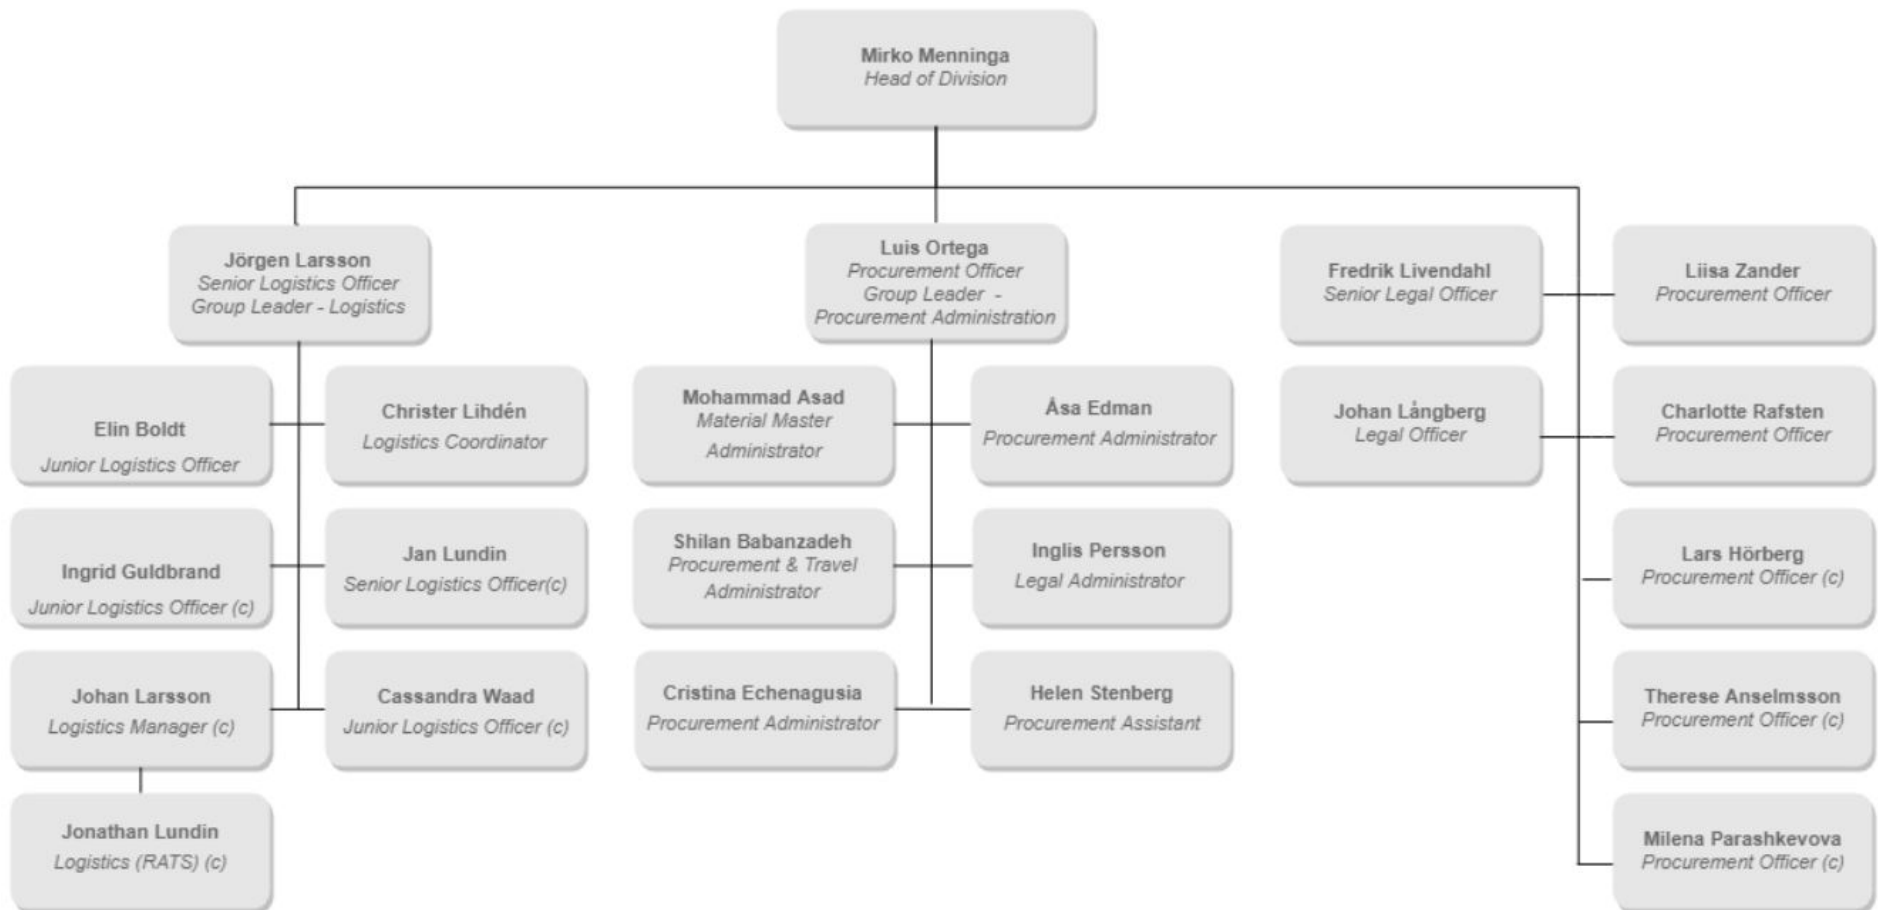 Mirko Menninga
Head of Division
Jörgen Larsson
Senior Logistics Officer
Group Leader - Logistics
Luis Ortega
Procurement Officer
Group Leader -
Procurement Administration
Fredrik Livendahl
Senior Legal Officer
Liisa Zander
Procurement Officer
Elin Boldt
Junior Logistics Officer
Christer Lihdén
Logistics Coordinator
Mohammad Asad
Material Master
Administrator
Åsa Edman
Procurement Administrator
Johan Långberg
Legal Officer
Charlotte Rafsten
Procurement Officer
Ingrid Guldbrand
Junior Logistics Officer (c)
Jan Lundin
Senior Logistics Officer(c)
Shilan Babanzadeh
Procurement & Travel
Administrator
Inglis Persson
Legal Administrator
Lars Hörberg
Procurement Officer (c)
Johan Larsson
Logistics Manager (c)
Cassandra Waad
Junior Logistics Officer (c)
Cristina Echenagusia
Procurement Administrator
Helen Stenberg
Procurement Assistant
Therese Anselmsson
Procurement Officer (c)
Jonathan Lundin
Logistics (RATS) (c)
Milena Parashkevova
Procurement Officer (c)